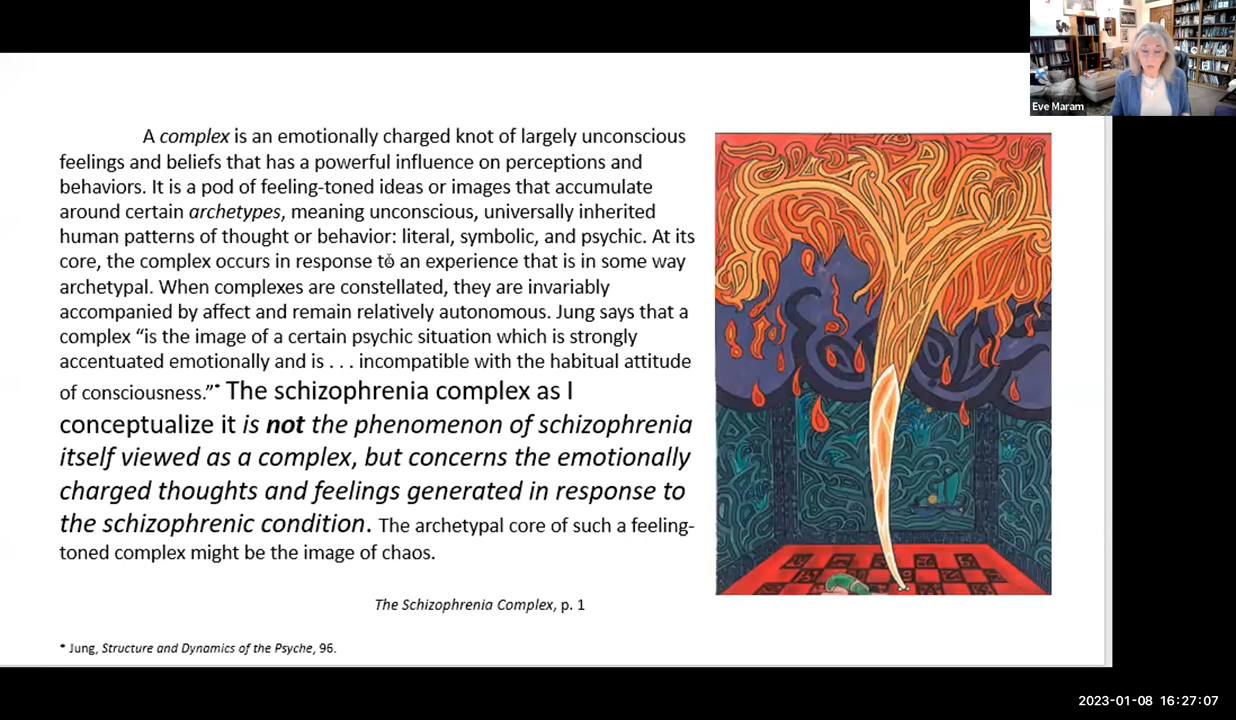 Eve Maram
A complex is an emotionally charged knot of largely unconscious
feelings and beliefs that has a powerful influence on perceptions and
behaviors. It is a pod of feeling-toned ideas or images that accumulate
around certain archetypes, meaning unconscious, universally inherited
human patterns of thought or behavior: literal, symbolic, and psychic. At its
core, the complex occurs in response to an experience that is in some way
archetypal. When complexes are constellated, they are invariably
accompanied by affect and remain relatively autonomous. Jung says that a
complex “is the image of a certain psychic situation which is strongly
accentuated emotionally and is . . . incompatible with the habitual attitude
of consciousness.”* The schizophrenia complex as I
conceptualize it is not the phenomenon of schizophrenia
itself viewed as a complex, but concerns the emotionally
charged thoughts and feelings generated in response to
the schizophrenic condition. The archetypal core of such a feeling-
toned complex might be the image of chaos.
The Schizophrenia Complex, p. 1
* Jung, Structure and Dynamics of the Psyche, 96.
2023-01-08 16:27:07